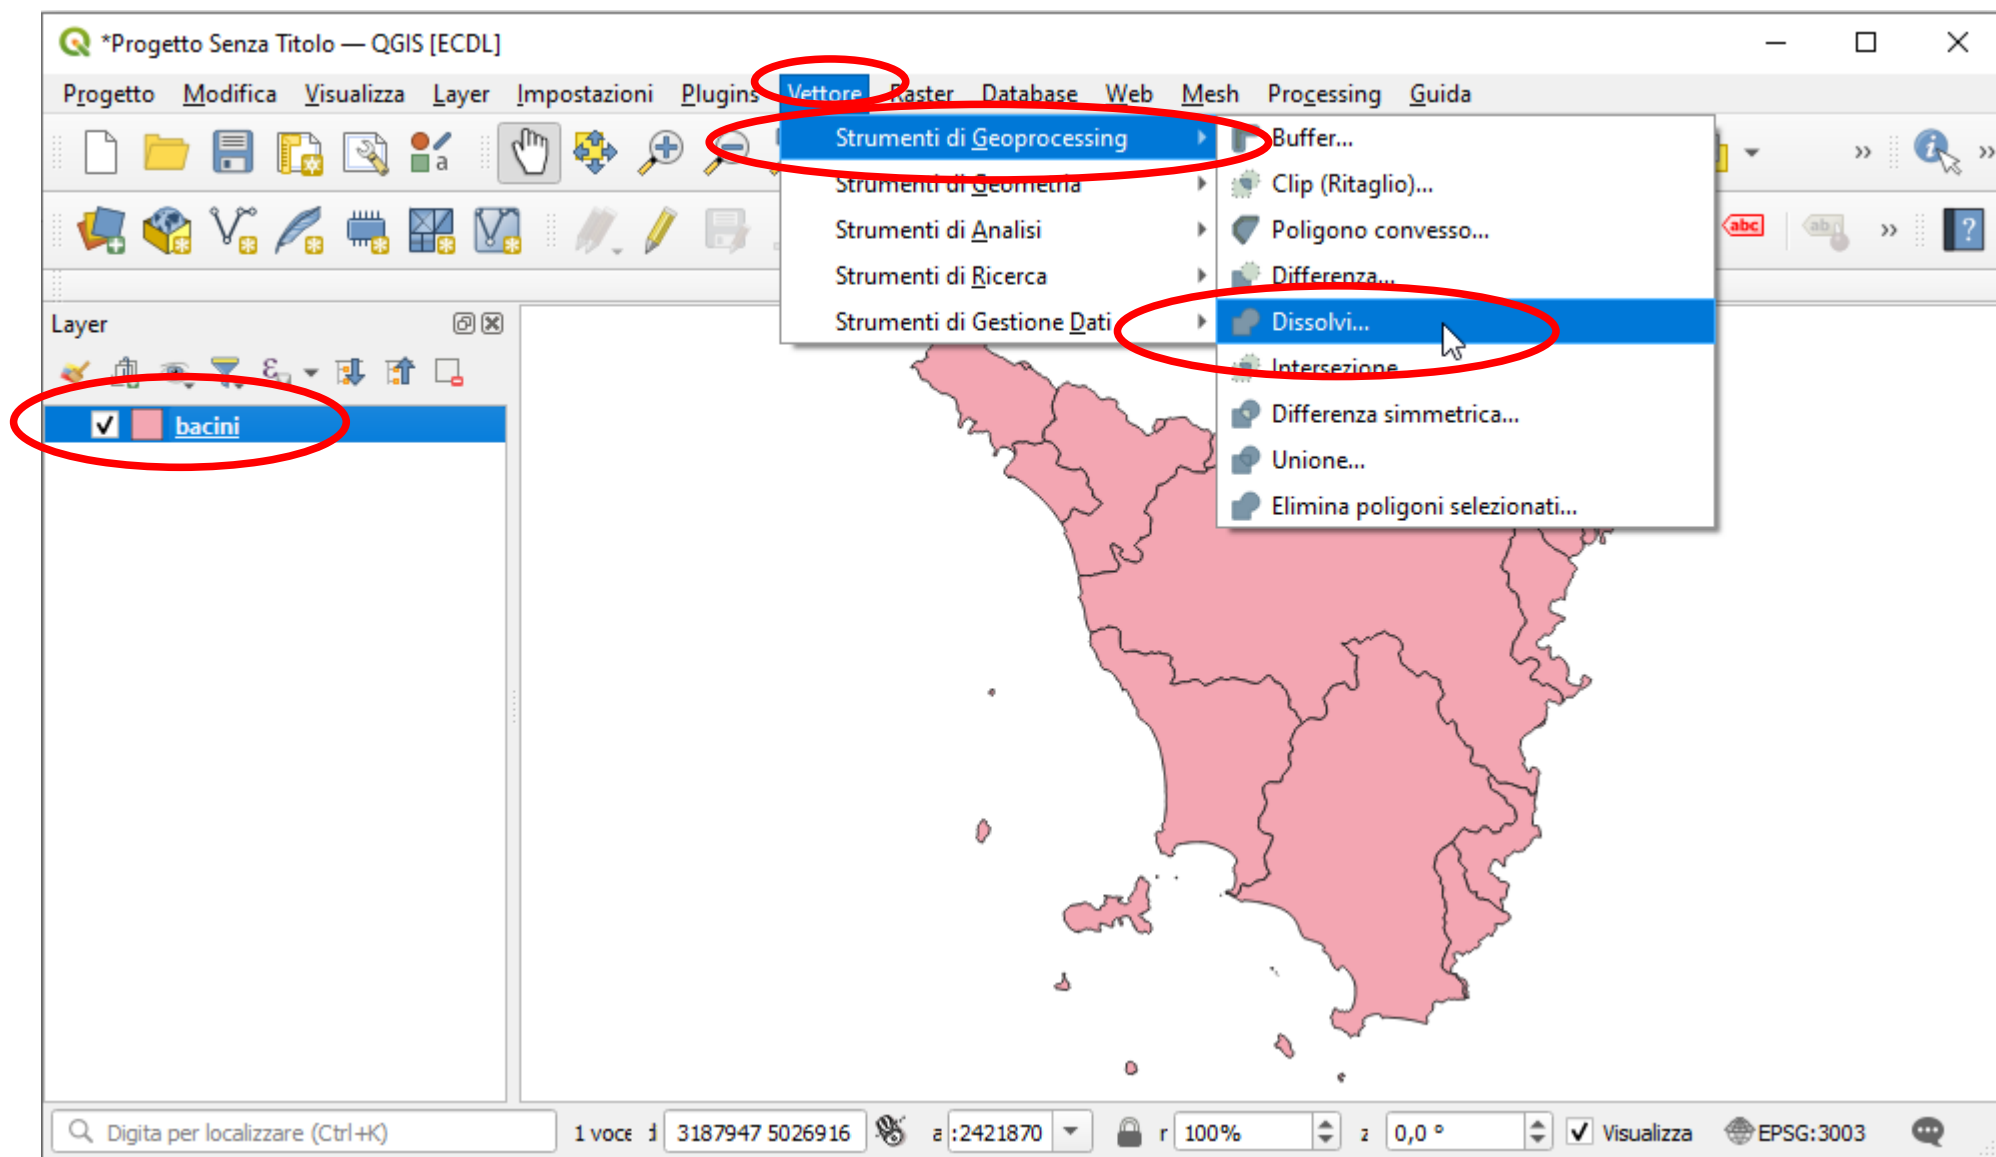 *Progetto Senza Titolo — QGIS [ECDL]
Progetto Modifica Visualizza Layer Impostazioni Plugins Vettore Raster Database Web Mesh Processing Guida
Strumenti di Geoprocessing
Strumenti di Geometria
Strumenti di Analisi
Strumenti di Ricerca
Strumenti di Gestione Dati
Buffer...
Clip (Ritaglio)...
Poligono convesso...
Differenza...
Dissolvi...
Intersezione
Differenza simmetrica...
Unione...
Elimina poligoni selezionati...
a
abc
ab
Layer
bacini
Digita per localizzare (Ctrl+K) 1 voce 3187947 5026916 a :2421870 r 100% z 0,0 ° Visualizza EPSG:3003